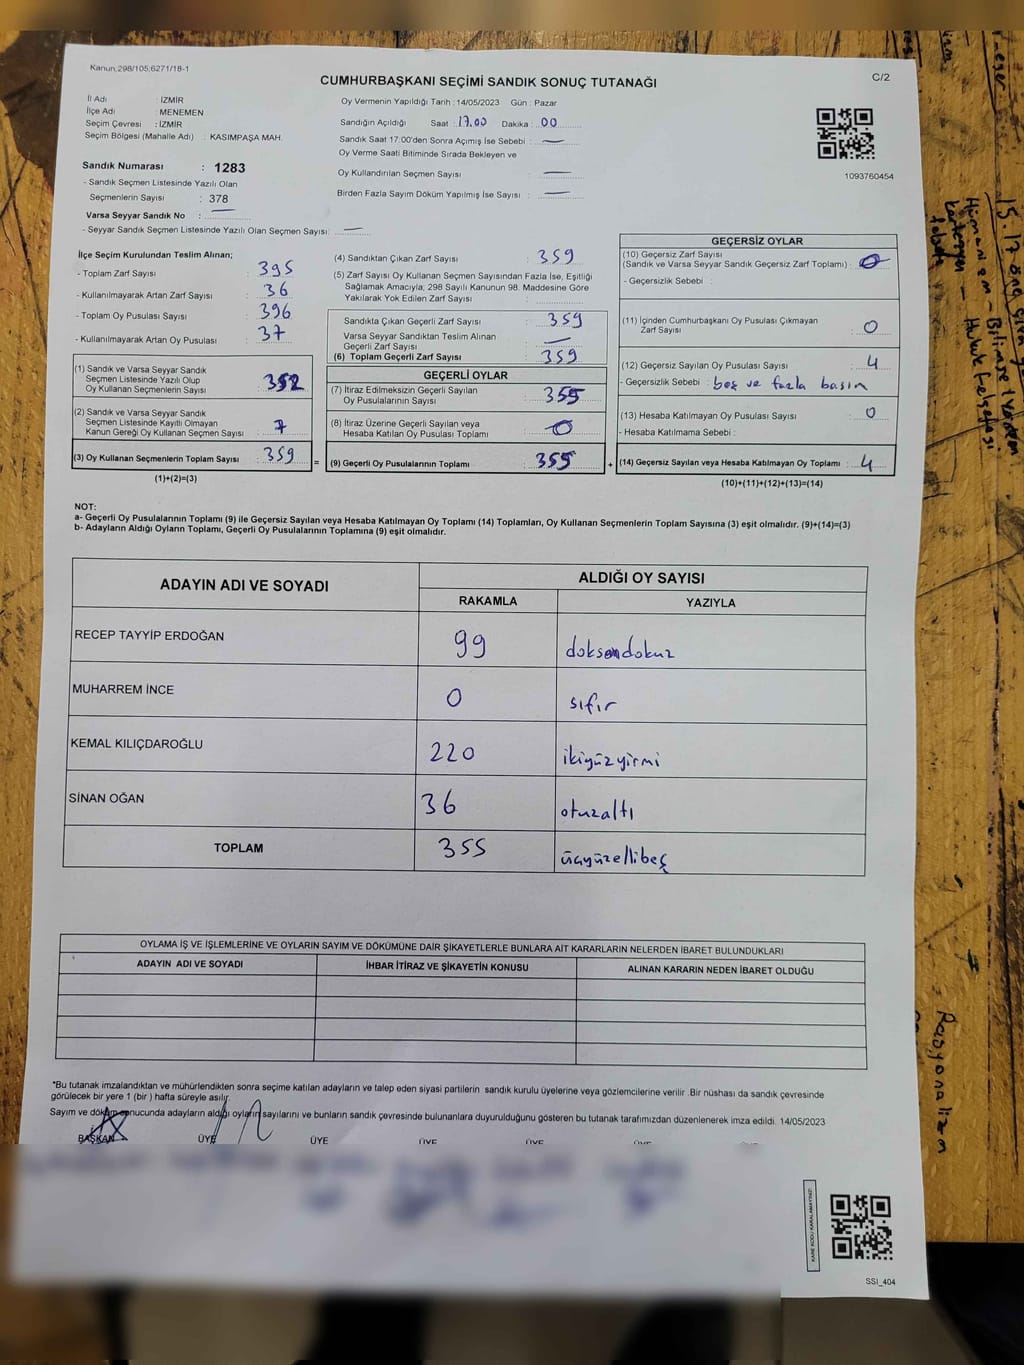 Kanun,298/105,6271/18-1
C/2
CUMHURBAŞKANI SEÇİMİ SANDIK SONUÇ TUTANAĞI
İl Adı : İZMİR
İlçe Adı : MENEMEN
Seçim Çevresi : İZMİR
Seçim Bölgesi (Mahalle Adı) : KASIMPAŞA MAH.
Sandık Numarası : 1283
- Sandık Seçmen Listesinde Yazılı Olan
Seçmenlerin Sayısı : 378
Varsa Seyyar Sandık No : —
- Seyyar Sandık Seçmen Listesinde Yazılı Olan Seçmen Sayısı: —
Oy Vermenin Yapıldığı Tarih : 14/05/2023 Gün : Pazar
Sandığın Açıldığı Saat : 17.00 Dakika : 00
Sandık Saat 17:00'den Sonra Açımış İse Sebebi : —
Oy Verme Saati Bitiminde Sırada Bekleyen ve
Oy Kullandırılan Seçmen Sayısı : —
Birden Fazla Sayım Döküm Yapılmış İse Sayısı : —
1093760454
İlçe Seçim Kurulundan Teslim Alınan;
- Toplam Zarf Sayısı 395
- Kullanılmayarak Artan Zarf Sayısı 36
- Toplam Oy Pusulası Sayısı 396
- Kullanılmayarak Artan Oy Pusulası 37
(1) Sandık ve Varsa Seyyar Sandık
Seçmen Listesinde Yazılı Olup
Oy Kullanan Seçmenlerin Sayısı : 352
(2) Sandık ve Varsa Seyyar Sandık
Seçmen Listesinde Kayıtlı Olmayan
Kanun Gereği Oy Kullanan Seçmen Sayısı : 7
(3) Oy Kullanan Seçmenlerin Toplam Sayısı : 359
(1)+(2)=(3)
=
(4) Sandıktan Çıkan Zarf Sayısı : 359
(5) Zarf Sayısı Oy Kullanan Seçmen Sayısından Fazla İse, Eşitliği
Sağlamak Amacıyla; 298 Sayılı Kanunun 98. Maddesine Göre
Yakılarak Yok Edilen Zarf Sayısı :
Sandıkta Çıkan Geçerli Zarf Sayısı : 359
Varsa Seyyar Sandıktan Teslim Alınan
Geçerli Zarf Sayısı : —
(6) Toplam Geçerli Zarf Sayısı : 359
GEÇERLİ OYLAR
(7) İtiraz Edilmeksizin Geçerli Sayılan
Oy Pusulalarının Sayısı : 355
(8) İtiraz Üzerine Geçerli Sayılan veya
Hesaba Katılan Oy Pusulası Toplamı : 0
(9) Geçerli Oy Pusulalarının Toplamı : 355
+
GEÇERSİZ OYLAR
(10) Geçersiz Zarf Sayısı
(Sandık ve Varsa Seyyar Sandık Geçersiz Zarf Toplamı) : 0
- Geçersizlik Sebebi :
(11) İçinden Cumhurbaşkanı Oy Pusulası Çıkmayan
Zarf Sayısı : 0
(12) Geçersiz Sayılan Oy Pusulası Sayısı : 4
- Geçersizlik Sebebi : boş ve fazla basım
(13) Hesaba Katılmayan Oy Pusulası Sayısı : 0
- Hesaba Katılmama Sebebi :
(14) Geçersiz Sayılan veya Hesaba Katılmayan Oy Toplamı : 4
(10)+(11)+(12)+(13)=(14)
NOT:
a- Geçerli Oy Pusulalarının Toplamı (9) ile Geçersiz Sayılan veya Hesaba Katılmayan Oy Toplamı (14) Toplamları, Oy Kullanan Seçmenlerin Toplam Sayısına (3) eşit olmalıdır. (9)+(14)=(3)
b- Adayların Aldığı Oyların Toplamı, Geçerli Oy Pusulalarının Toplamına (9) eşit olmalıdır.
ADAYIN ADI VE SOYADI
ALDIĞI OY SAYISI
RAKAMLA YAZIYLA
RECEP TAYYİP ERDOĞAN 99 doksandokuz
MUHARREM İNCE 0 sıfır
KEMAL KILIÇDAROĞLU 220 ikiyüzyirmi
SİNAN OĞAN 36 otuzaltı
TOPLAM 355 üçyüzellibeş
OYLAMA İŞ VE İŞLEMLERİNE VE OYLARIN SAYIM VE DÖKÜMÜNE DAİR ŞİKAYETLERLE BUNLARA AİT KARARLARIN NELERDEN İBARET BULUNDUKLARI
ADAYIN ADI VE SOYADI İHBAR İTİRAZ VE ŞİKAYETİN KONUSU ALINAN KARARIN NEDEN İBARET OLDUĞU
*Bu tutanak imzalandıktan ve mühürlendikten sonra seçime katılan adayların ve talep eden siyasi partilerin sandık kurulu üyelerine veya gözlemcilerine verilir. Bir nüshası da sandık çevresinde
görülecek bir yere 1 (bir) hafta süreyle asılır.
Sayım ve döküm sonucunda adayların aldığı oyların sayılarını ve bunların sandık çevresinde bulunanlara duyurulduğunu gösteren bu tutanak tarafımızdan düzenlenerek imza edildi. 14/05/2023
BAŞKAN ÜYE ÜYE ÜYE ÜYE
KARE KODU KARALAMAYINIZ!
SSI_404
Rasyonalizm